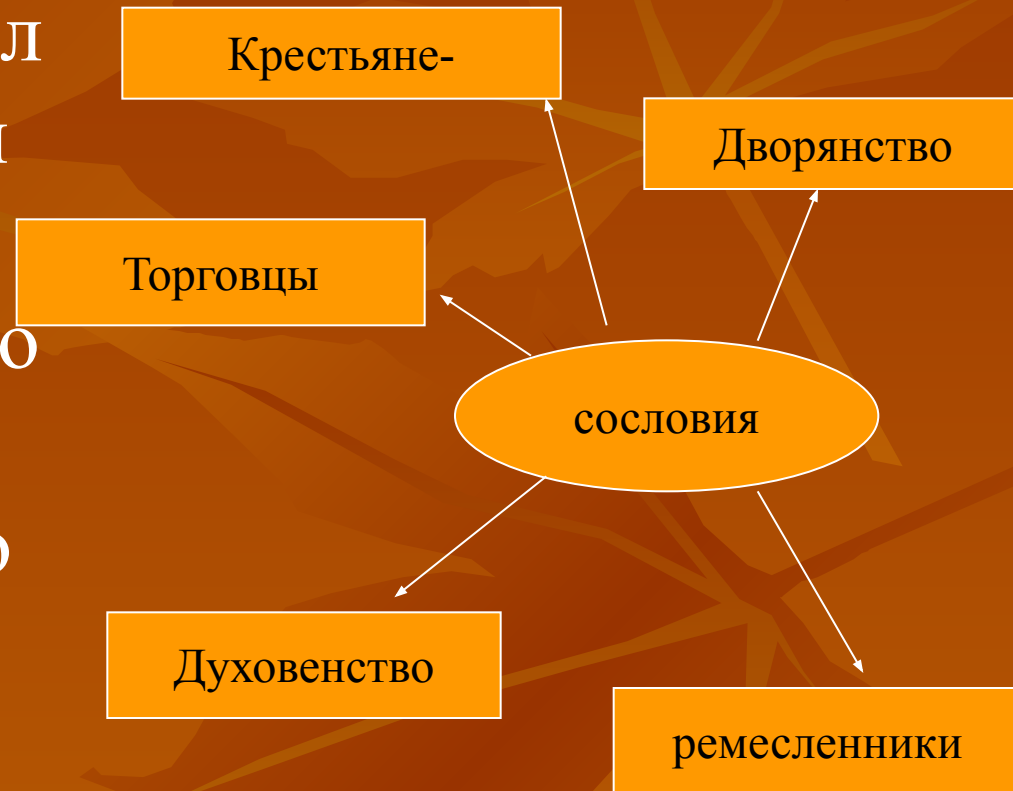 Крестьяне-
Дворянство
Торговцы
сословия
Духовенство
ремесленники